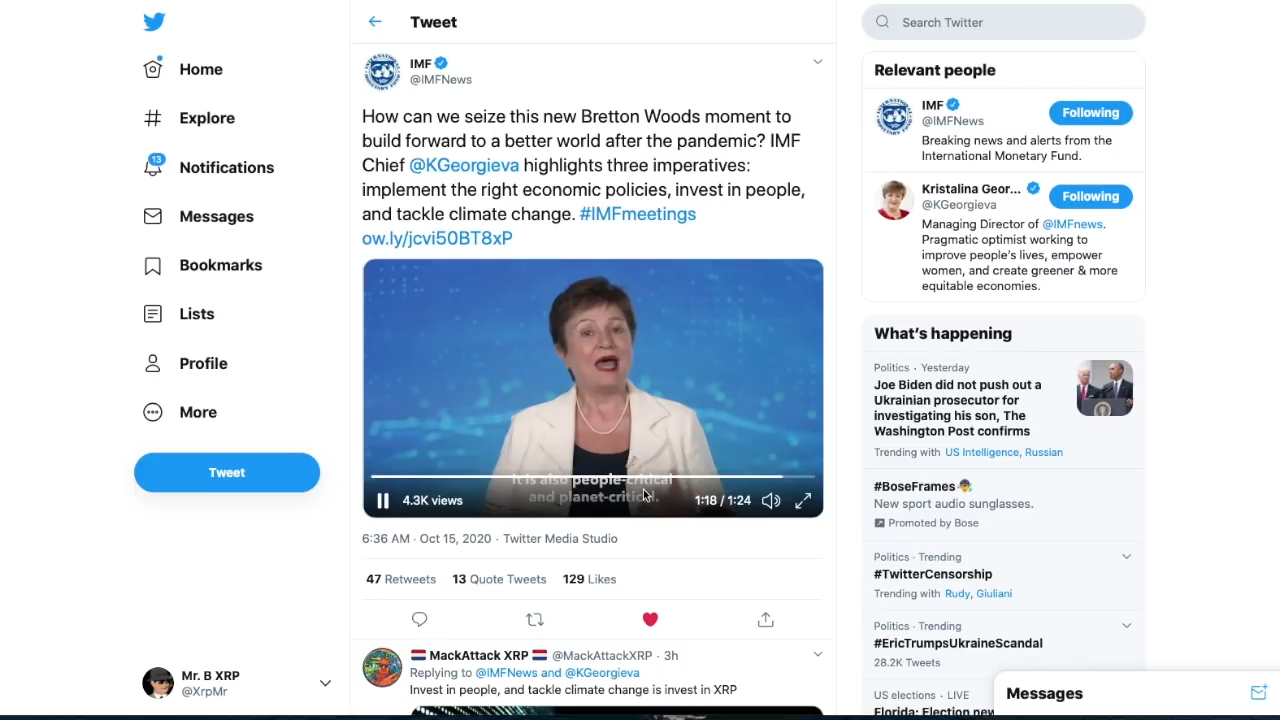 Home
Explore
13
Notifications
Messages
Bookmarks
Lists
Profile
More
Tweet
Mr. B XRP
@XrpMr
Tweet
IMF
@IMFNews
How can we seize this new Bretton Woods moment to
build forward to a better world after the pandemic? IMF
Chief @KGeorgieva highlights three imperatives:
implement the right economic policies, invest in people,
and tackle climate change. #IMFmeetings
ow.ly/jcvi50BT8xP
It is also people-critical
and planet-critical.
4.3K views
1:18 / 1:24
6:36 AM · Oct 15, 2020 · Twitter Media Studio
47 Retweets 13 Quote Tweets 129 Likes
MackAttack XRP @MackAttackXRP · 3h
Replying to @IMFNews and @KGeorgieva
Invest in people, and tackle climate change is invest in XRP
Search Twitter
Relevant people
IMF
@IMFNews
Following
Breaking news and alerts from the
International Monetary Fund.
Kristalina Geor...
@KGeorgieva
Following
Managing Director of @IMFnews.
Pragmatic optimist working to
improve people's lives, empower
women, and create greener & more
equitable economies.
What's happening
Politics · Yesterday
Joe Biden did not push out a
Ukrainian prosecutor for
investigating his son, The
Washington Post confirms
Trending with US Intelligence, Russian
#BoseFrames
New sport audio sunglasses.
Promoted by Bose
Politics · Trending
#TwitterCensorship
Trending with Rudy, Giuliani
Politics · Trending
#EricTrumpsUkraineScandal
28.2K Tweets
US elections · LIVE
Florida: Election new
Messages